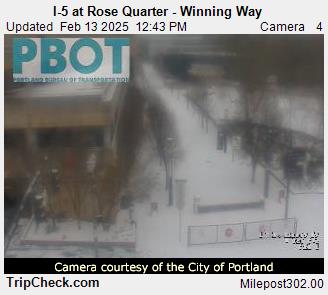 I-5 at Rose Quarter - Winning Way
Updated  Feb 13 2025  12:43 PM Camera  4
PBOT
PORTLAND BUREAU OF TRANSPORTATION
Camera courtesy of the City of Portland
TripCheck.com Milepost302.00